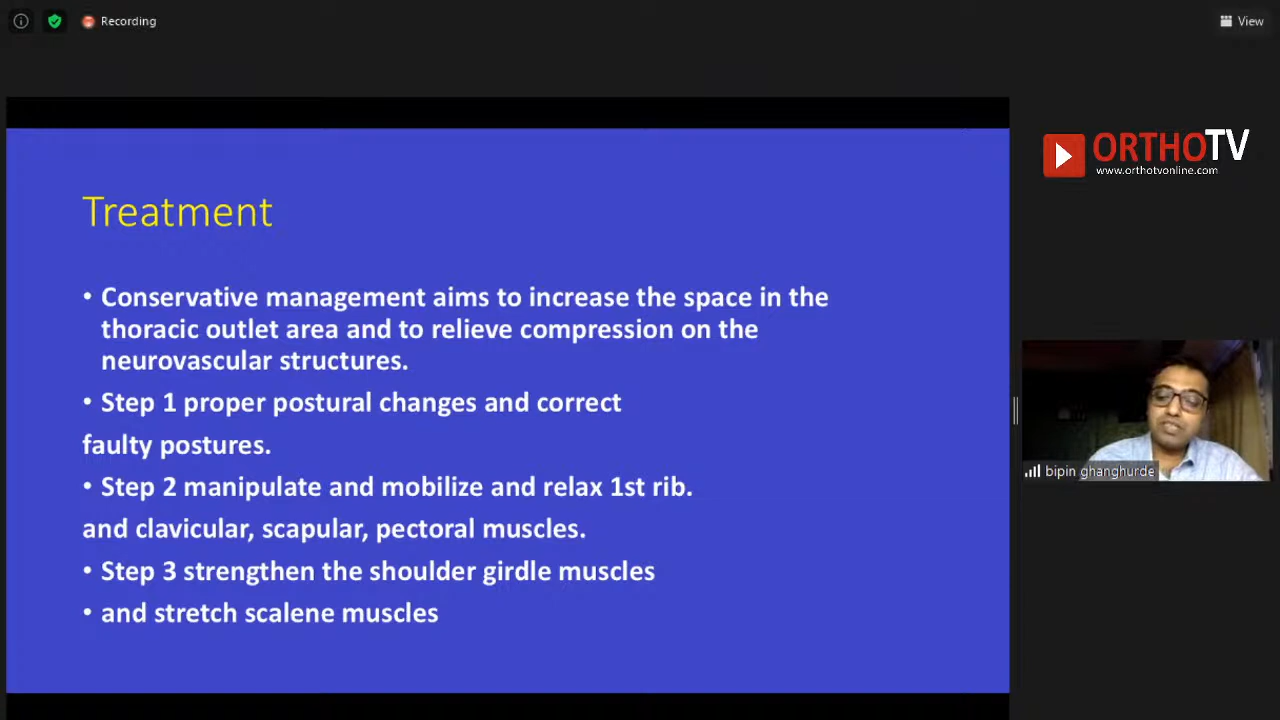 Recording
View
ORTHOTV
www.orthotvonline.com
Treatment
• Conservative management aims to increase the space in the
thoracic outlet area and to relieve compression on the
neurovascular structures.
• Step 1 proper postural changes and correct
faulty postures.
• Step 2 manipulate and mobilize and relax 1st rib.
and clavicular, scapular, pectoral muscles.
• Step 3 strengthen the shoulder girdle muscles
• and stretch scalene muscles
bipin ghanghurde